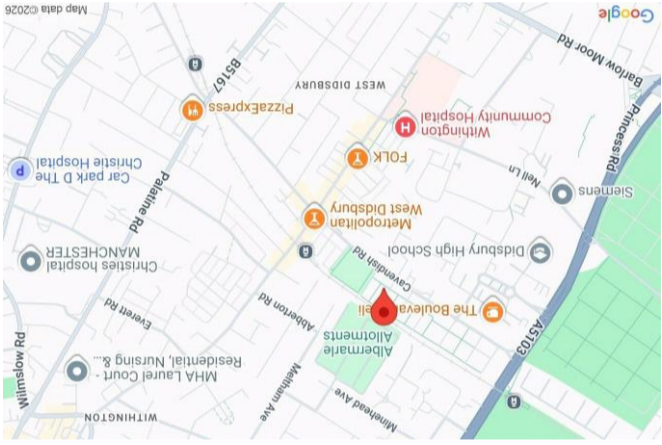 WITHINGTON
Minehead Ave
Meltham Ave
MHA Laurel Court -
Residential, Nursing &...
Wilmslow Rd
Albemarle
Allotments
A5103
Everett Rd
The Boulevar eli
Abberton Rd
Cavendish Rd
Christies hospital
MANCHESTER
Didsbury High School
Metropolitan
West Didsbury
Palatine Rd
Siemens
Car park D The
Christie Hospital
Nell Ln
FOLK
Princess Rd
Withington
Community Hospital
PizzaExpress
WEST DIDSBURY
B5167
Barlow Moor Rd
Google
Map data ©2026